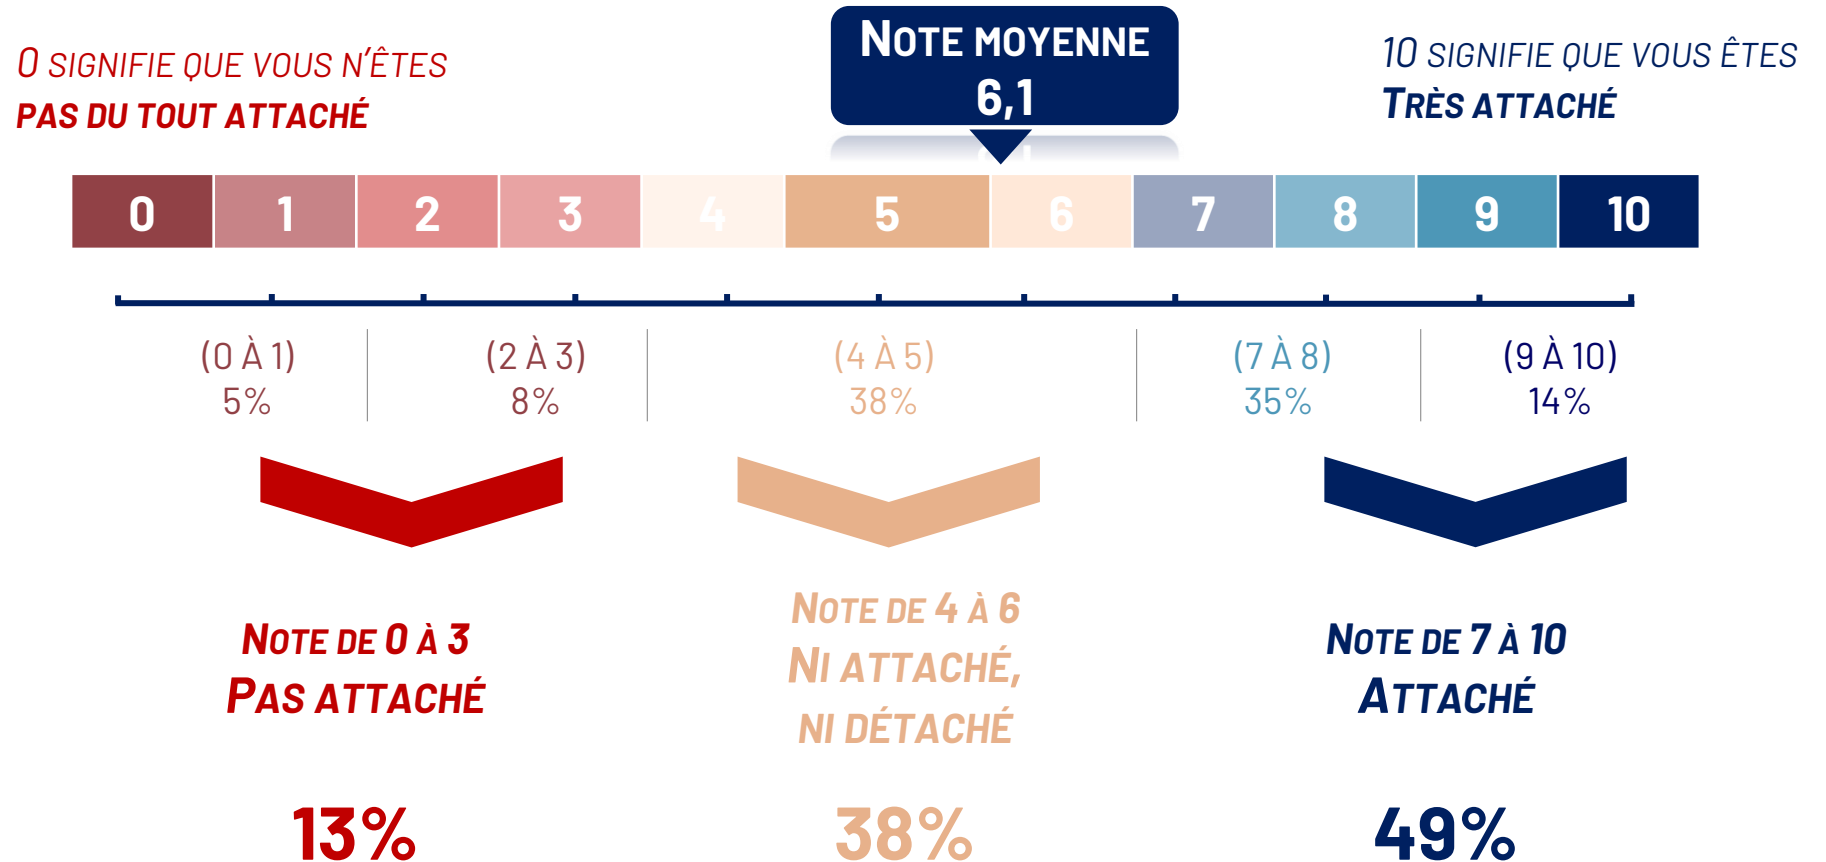 0 SIGNIFIE QUE VOUS N'ÊTES
PAS DU TOUT ATTACHÉ
NOTE MOYENNE
6,1
10 SIGNIFIE QUE VOUS ÊTES
TRÈS ATTACHÉ
0 1 2 3 4 5 6 7 8 9 10
(0 À 1)
5%
(2 À 3)
8%
(4 À 5)
38%
(7 À 8)
35%
(9 À 10)
14%
NOTE DE 0 À 3
PAS ATTACHÉ
13%
NOTE DE 4 À 6
NI ATTACHÉ,
NI DÉTACHÉ
38%
NOTE DE 7 À 10
ATTACHÉ
49%